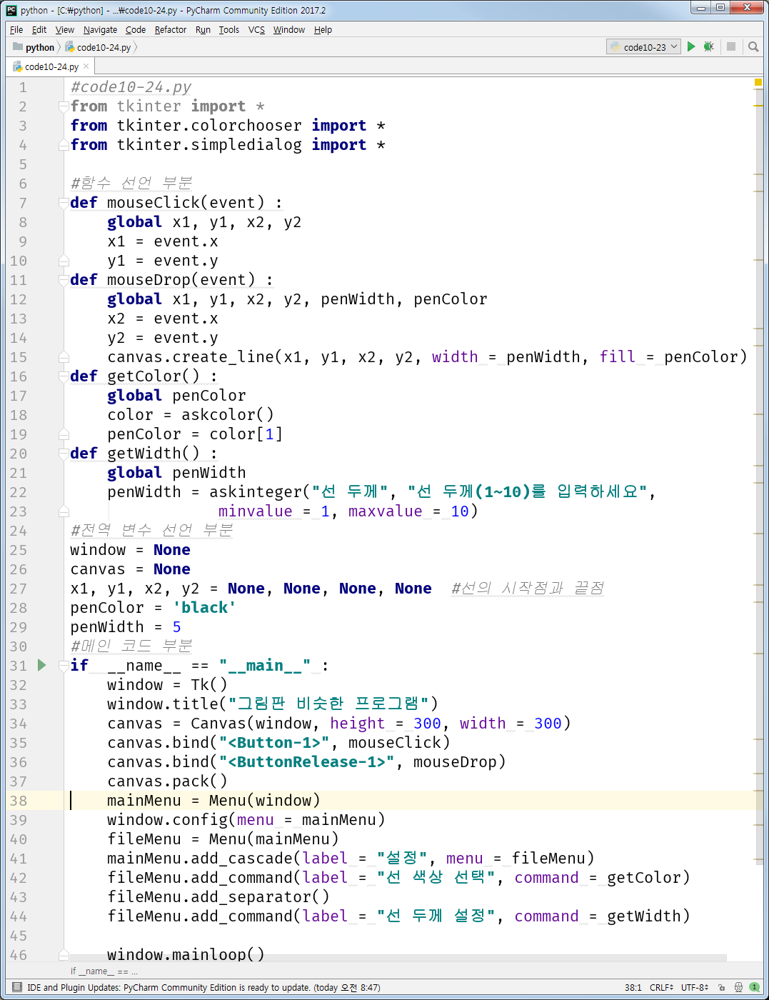 python - [C:₩python] - ...₩code10-24.py - PyCharm Community Edition 2017.2
File Edit View Navigate Code Refactor Run Tools VCS Window Help
python code10-24.py code10-23
code10-24.py
1 #code10-24.py
2 from tkinter import *
3 from tkinter.colorchooser import *
4 from tkinter.simpledialog import *
5
6 #함수 선언 부분
7 def mouseClick(event) :
8     global x1, y1, x2, y2
9     x1 = event.x
10     y1 = event.y
11 def mouseDrop(event) :
12     global x1, y1, x2, y2, penWidth, penColor
13     x2 = event.x
14     y2 = event.y
15     canvas.create_line(x1, y1, x2, y2, width = penWidth, fill = penColor)
16 def getColor() :
17     global penColor
18     color = askcolor()
19     penColor = color[1]
20 def getWidth() :
21     global penWidth
22     penWidth = askinteger("선 두께", "선 두께(1~10)를 입력하세요",
23                 minvalue = 1, maxvalue = 10)
24 #전역 변수 선언 부분
25 window = None
26 canvas = None
27 x1, y1, x2, y2 = None, None, None, None  #선의 시작점과 끝점
28 penColor = 'black'
29 penWidth = 5
30 #메인 코드 부분
31 if  __name__ == "__main__" :
32     window = Tk()
33     window.title("그림판 비슷한 프로그램")
34     canvas = Canvas(window, height = 300, width = 300)
35     canvas.bind("<Button-1>", mouseClick)
36     canvas.bind("<ButtonRelease-1>", mouseDrop)
37     canvas.pack()
38     mainMenu = Menu(window)
39     window.config(menu = mainMenu)
40     fileMenu = Menu(mainMenu)
41     mainMenu.add_cascade(label = "설정", menu = fileMenu)
42     fileMenu.add_command(label = "선 색상 선택", command = getColor)
43     fileMenu.add_separator()
44     fileMenu.add_command(label = "선 두께 설정", command = getWidth)
45
46     window.mainloop()
if __name__ == ...
IDE and Plugin Updates: PyCharm Community Edition is ready to update. (today 오전 8:47) 38:1 CRLF UTF-8 1